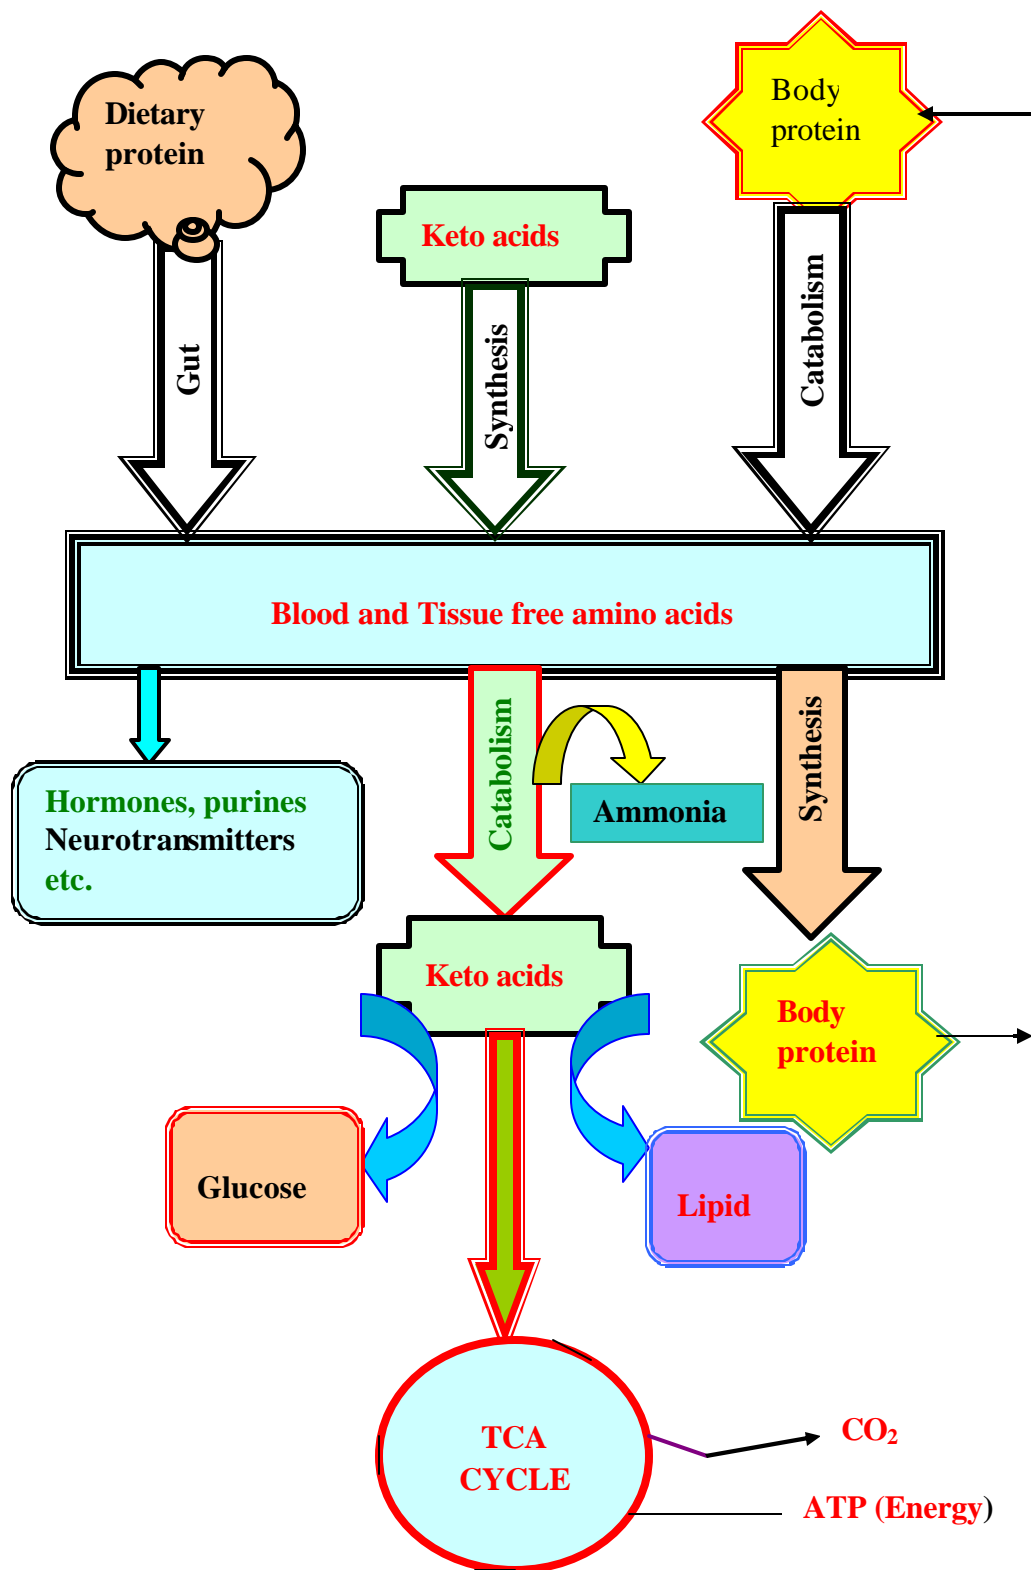 Dietary
protein
Body
protein
Keto acids
Gut
Synthesis
Catabolism
Blood and Tissue free amino acids
Catabolism
Synthesis
Hormones, purines
Neurotransmitters
etc.
Ammonia
Keto acids
Body
protein
Glucose
Lipid
TCA
CYCLE
CO₂
ATP (Energy)